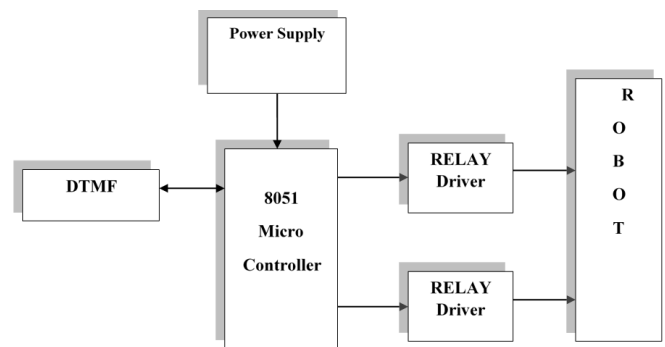 Power Supply
DTMF
8051
Micro
Controller
RELAY
Driver
RELAY
Driver
R
O
B
O
T